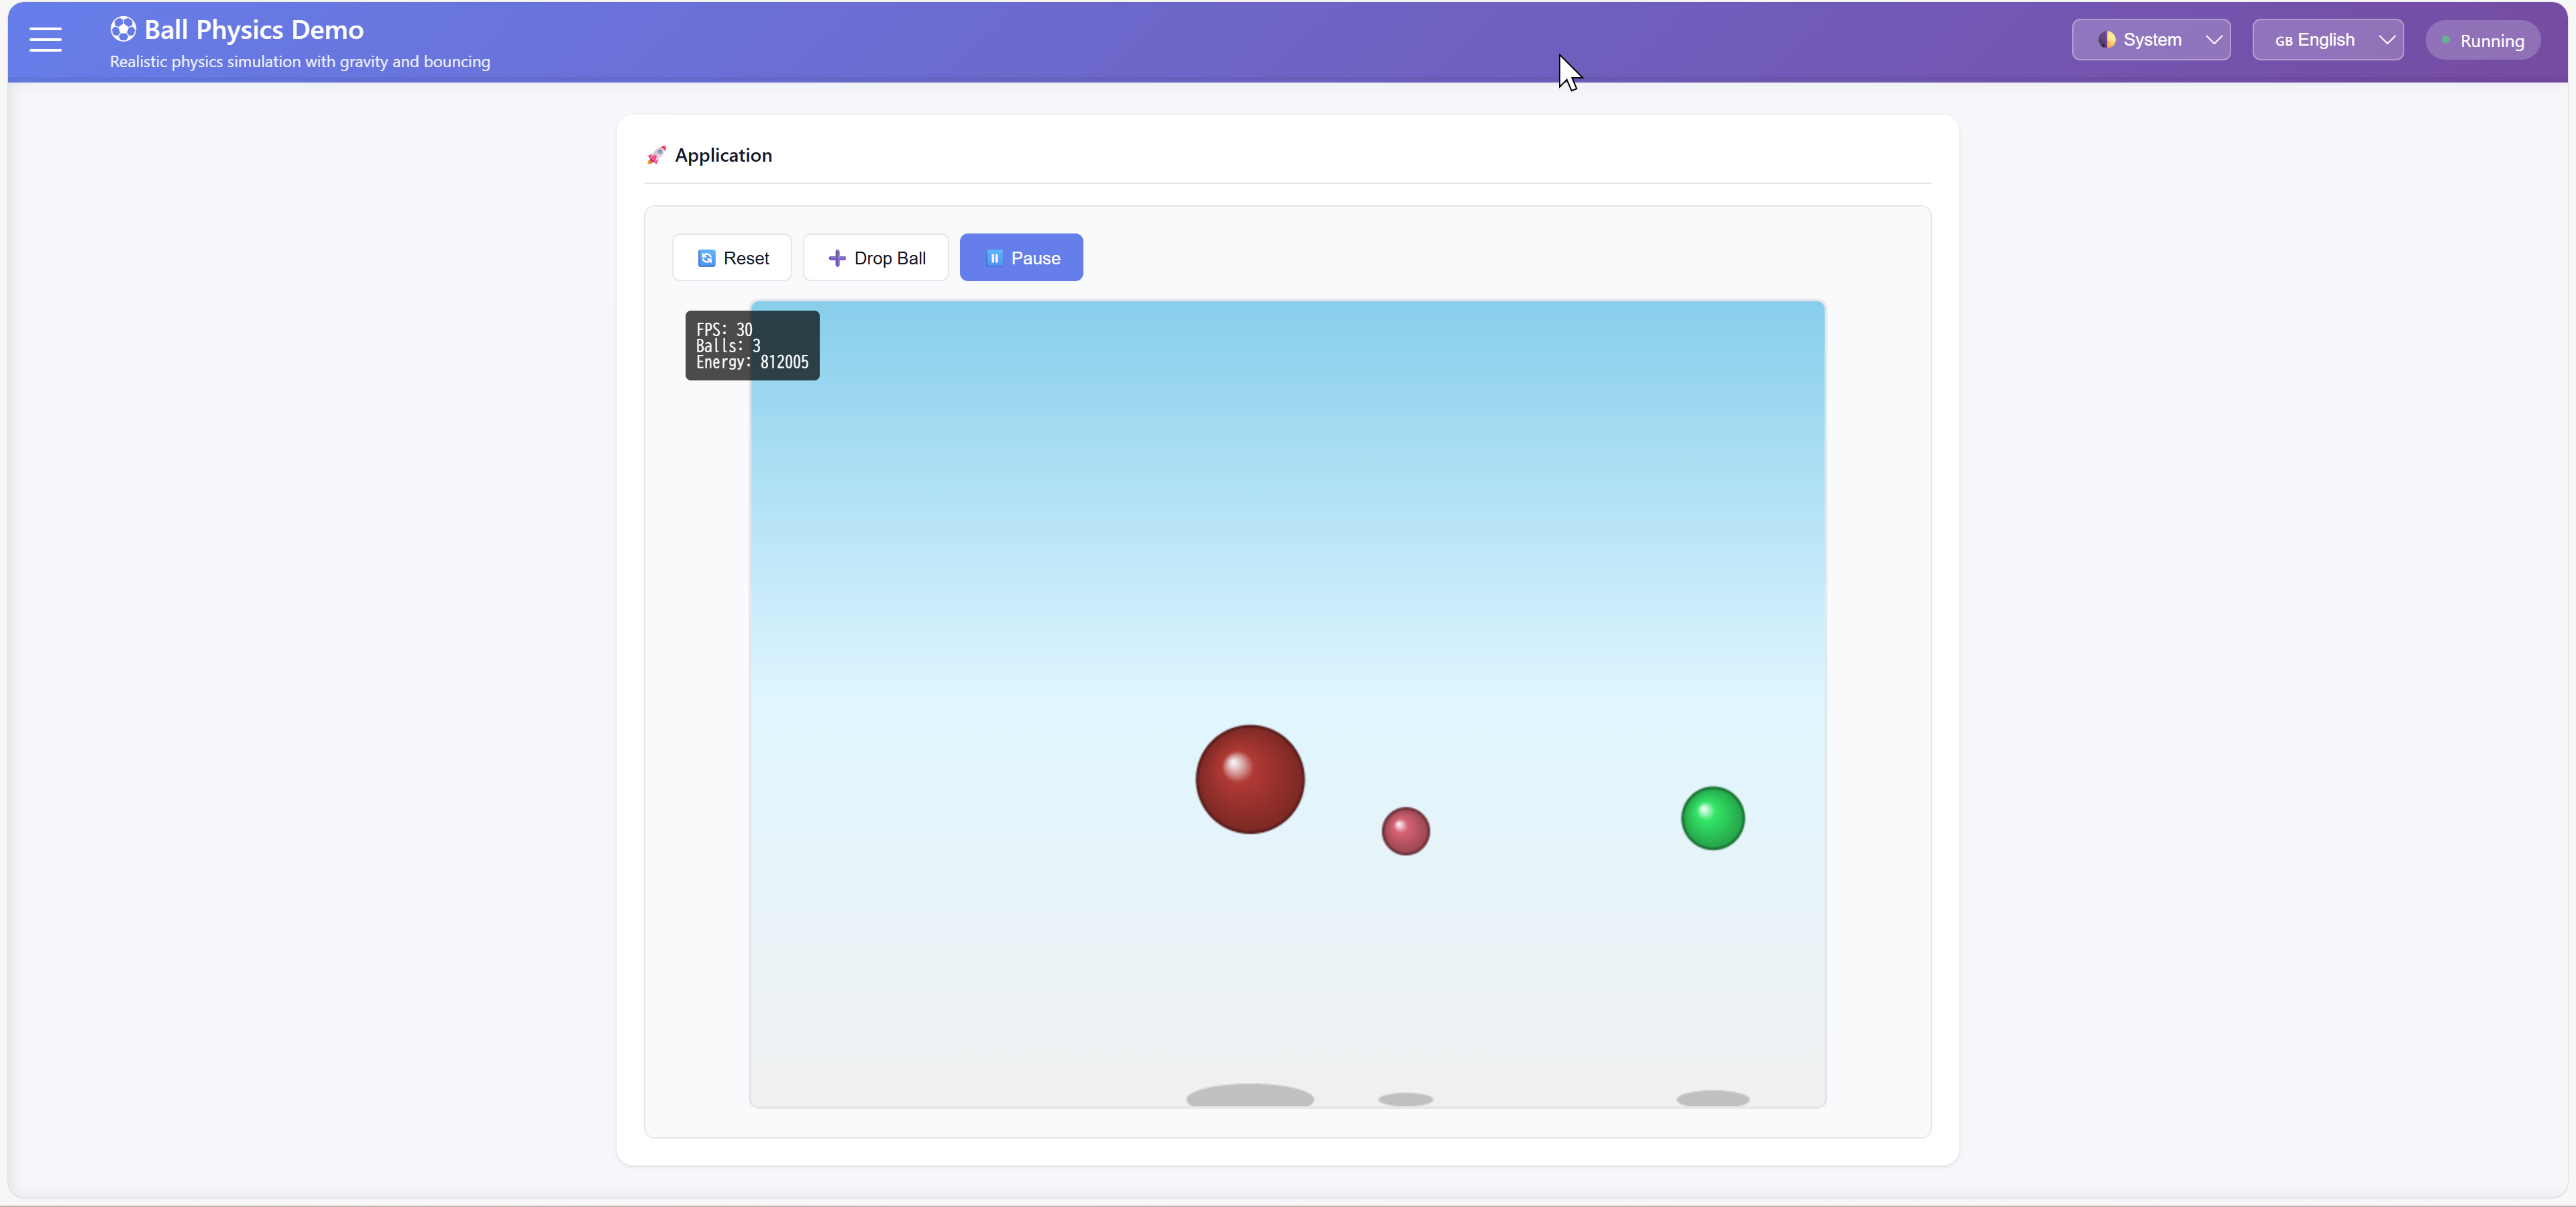 ⚽ Ball Physics Demo
Realistic physics simulation with gravity and bouncing
System
GB English
Running
🚀 Application
Reset
Drop Ball
Pause
FPS: 30
Balls: 3
Energy: 812005